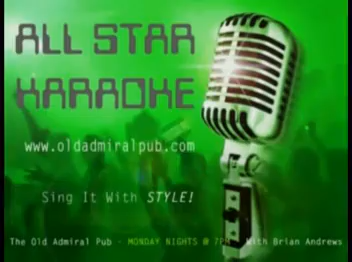 ALL STAR
KARAOKE
www.oldadmiralpub.com
Sing It With STYLE!
The Old Admiral Pub - MONDAY NIGHTS @ 7PM - With Brian Andrews